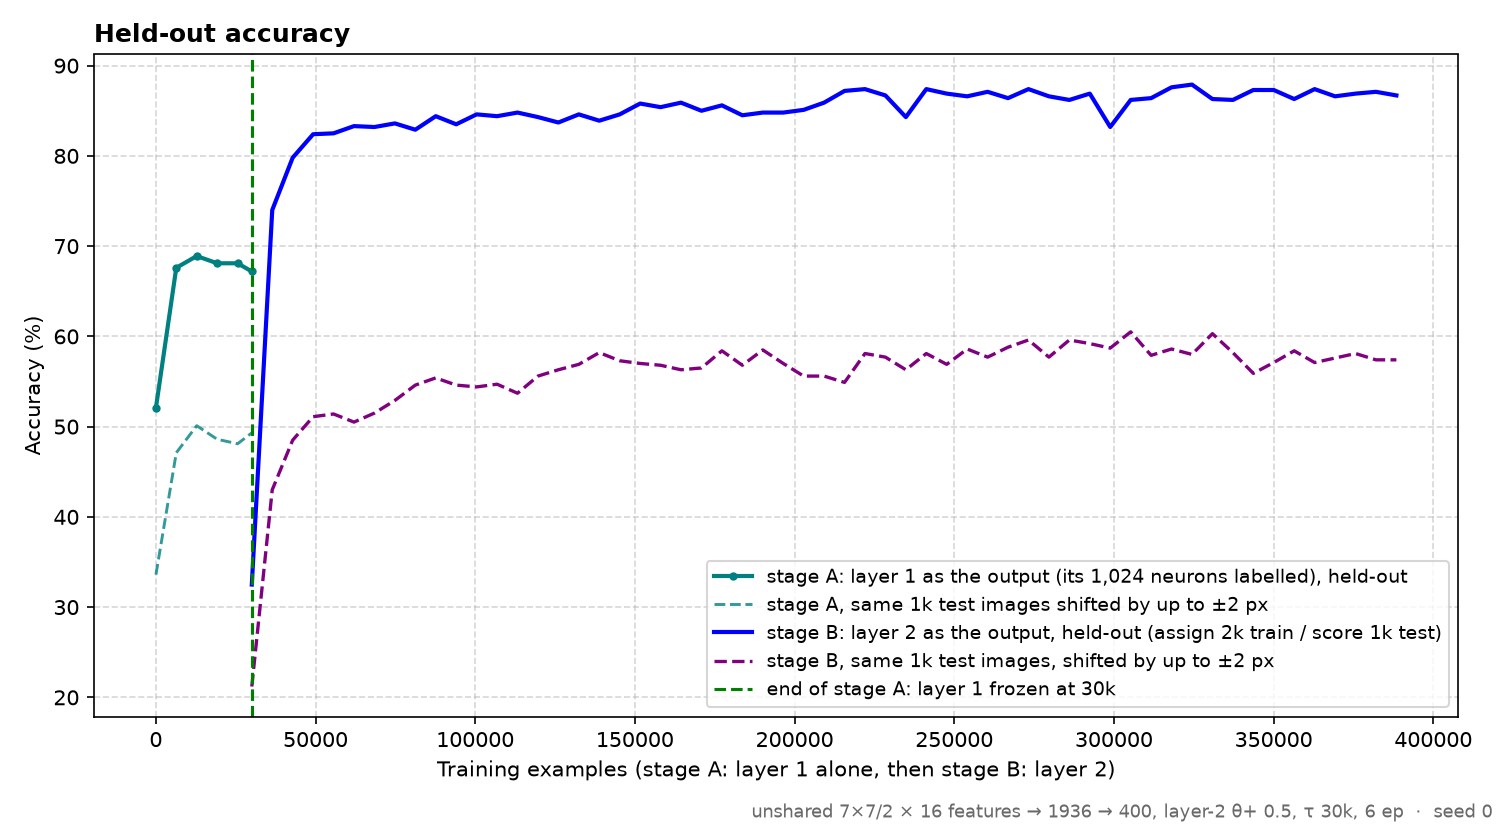 Held-out accuracy
90
80
70
60
50
40
30
20
Accuracy (%)
stage A: layer 1 as the output (its 1,024 neurons labelled), held-out
stage A, same 1k test images shifted by up to ±2 px
stage B: layer 2 as the output, held-out (assign 2k train / score 1k test)
stage B, same 1k test images, shifted by up to ±2 px
end of stage A: layer 1 frozen at 30k
0 50000 100000 150000 200000 250000 300000 350000 400000
Training examples (stage A: layer 1 alone, then stage B: layer 2)
unshared 7×7/2 × 16 features → 1936 → 400, layer-2 θ+ 0.5, τ 30k, 6 ep · seed 0